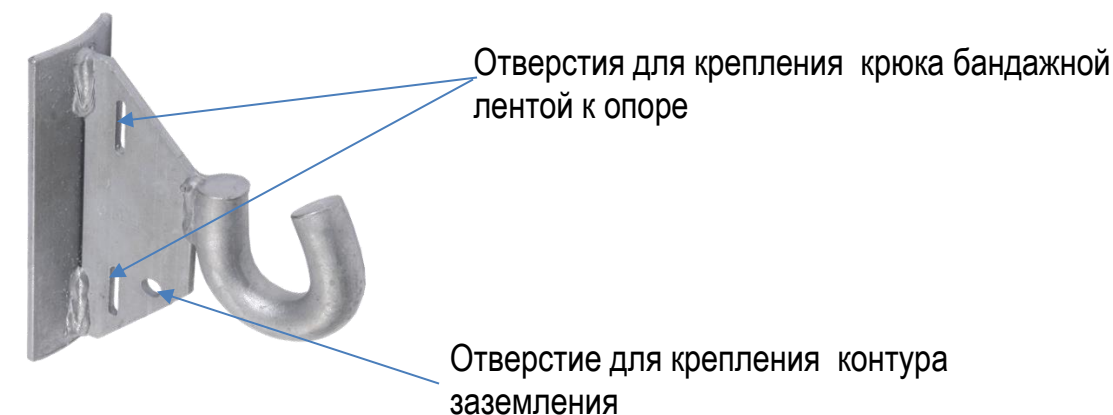 Отверстия для крепления крюка бандажной
лентой к опоре
Отверстие для крепления контура
заземления